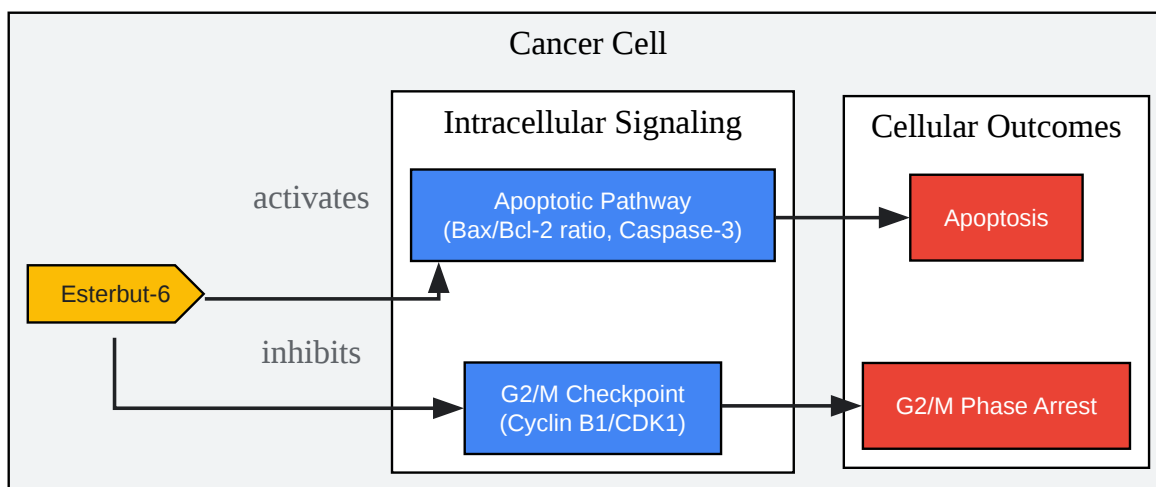 Cancer Cell
Intracellular Signaling
Cellular Outcomes
activates
Apoptotic Pathway
(Bax/Bcl-2 ratio, Caspase-3)
Apoptosis
Esterbut-6
inhibits
G2/M Checkpoint
(Cyclin B1/CDK1)
G2/M Phase Arrest